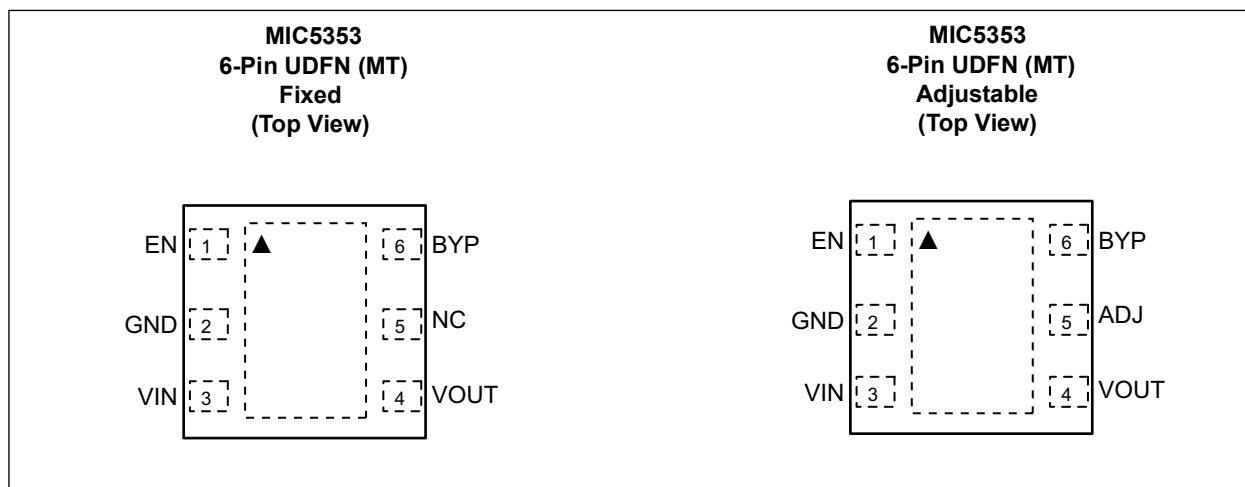 MIC5353
6-Pin UDFN (MT)
Fixed
(Top View)
EN 1 6 BYP
GND 2 5 NC
VIN 3 4 VOUT
MIC5353
6-Pin UDFN (MT)
Adjustable
(Top View)
EN 1 6 BYP
GND 2 5 ADJ
VIN 3 4 VOUT